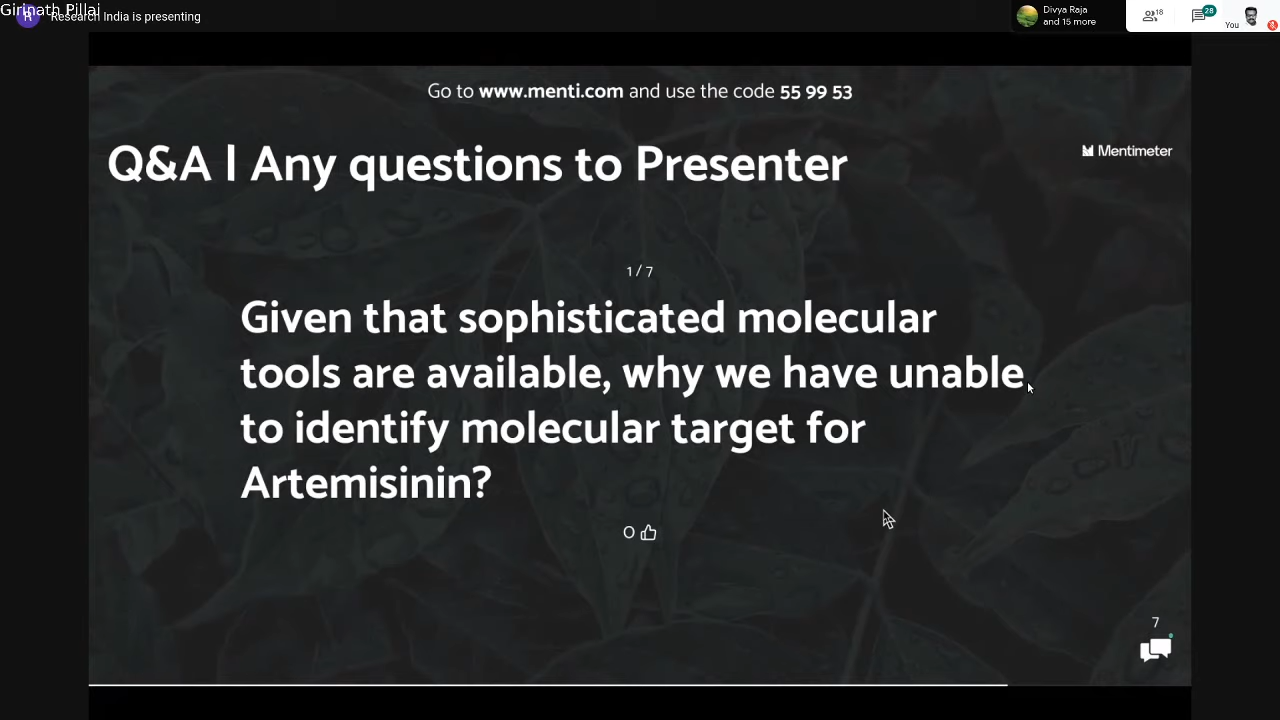 Girinath Pillai
R
Research India is presenting
Divya Raja
and 15 more
18
28
You
Go to www.menti.com and use the code 55 99 53
Q&A | Any questions to Presenter
Mentimeter
1 / 7
Given that sophisticated molecular
tools are available, why we have unable
to identify molecular target for
Artemisinin?
0
7